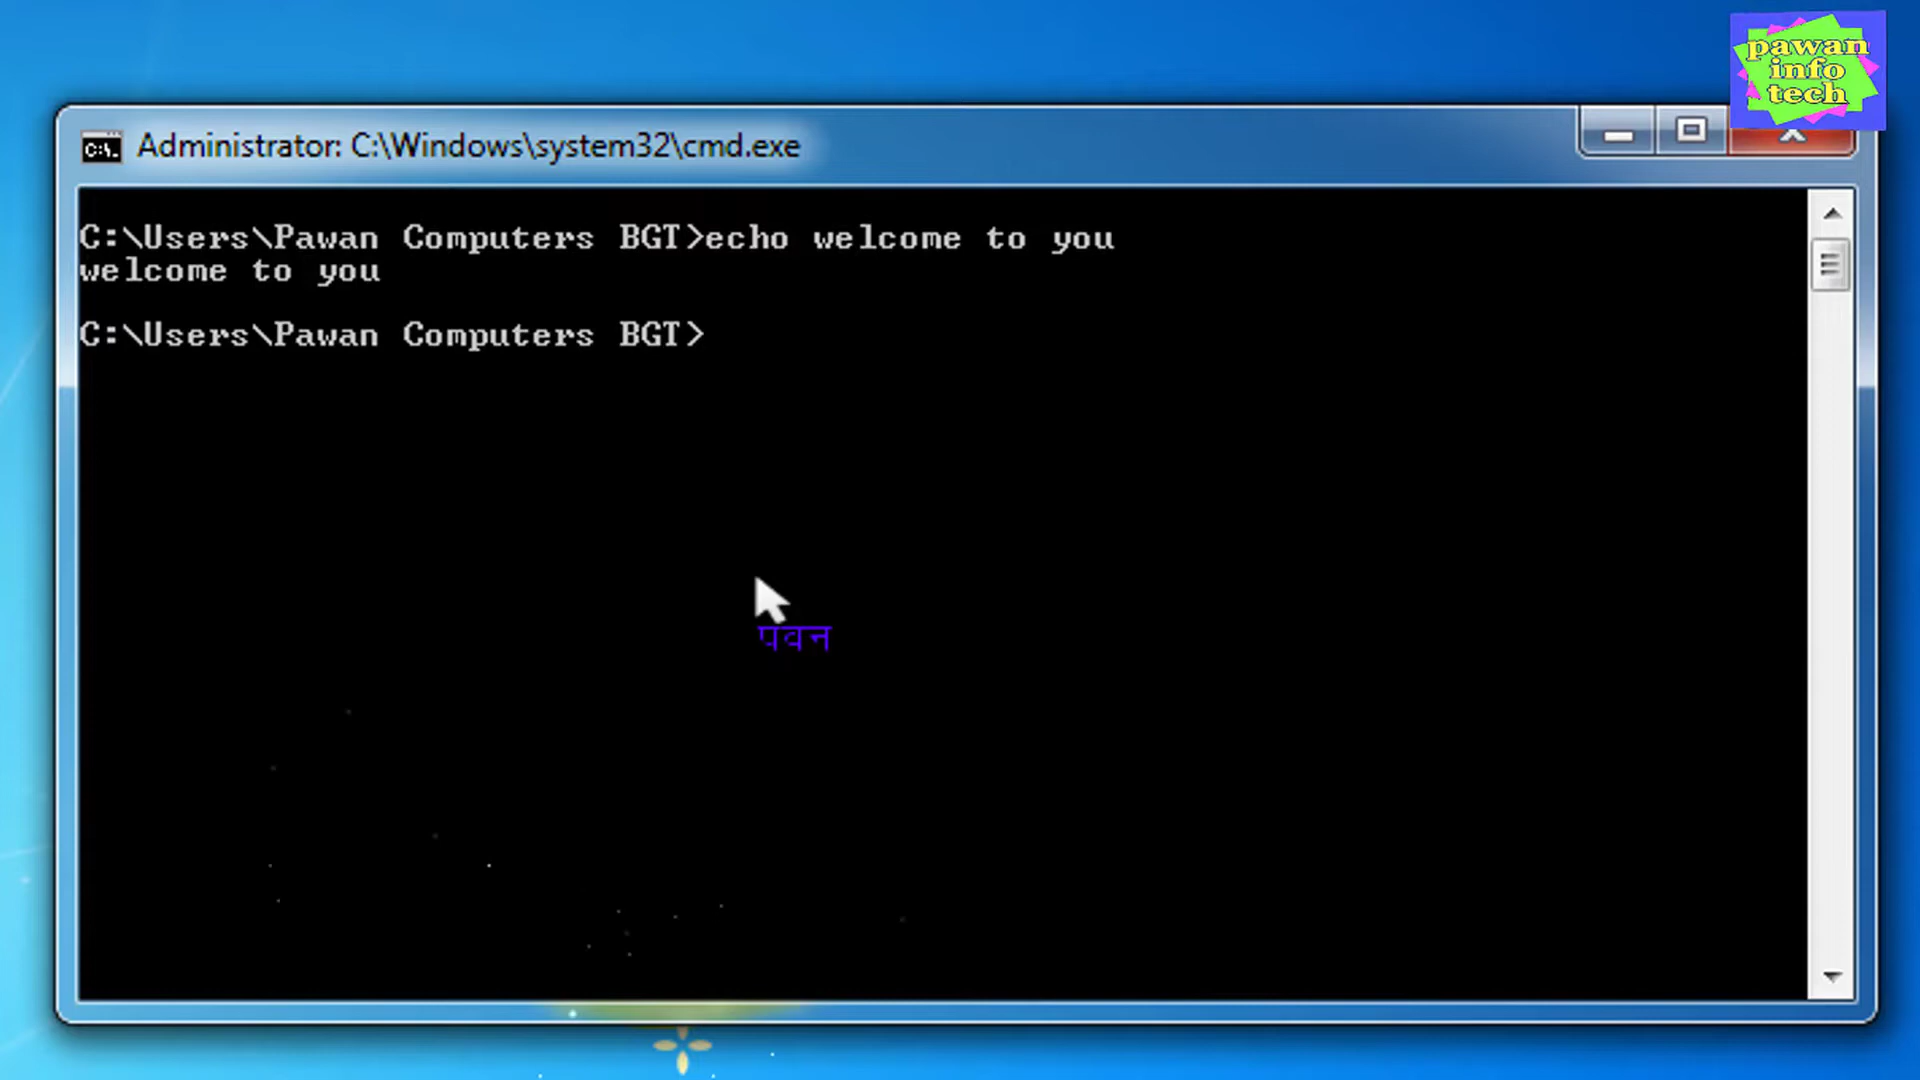 pawan
info
tech
Administrator: C:\Windows\system32\cmd.exe
C:\Users\Pawan Computers BGT>echo welcome to you
welcome to you
C:\Users\Pawan Computers BGT>
पवन